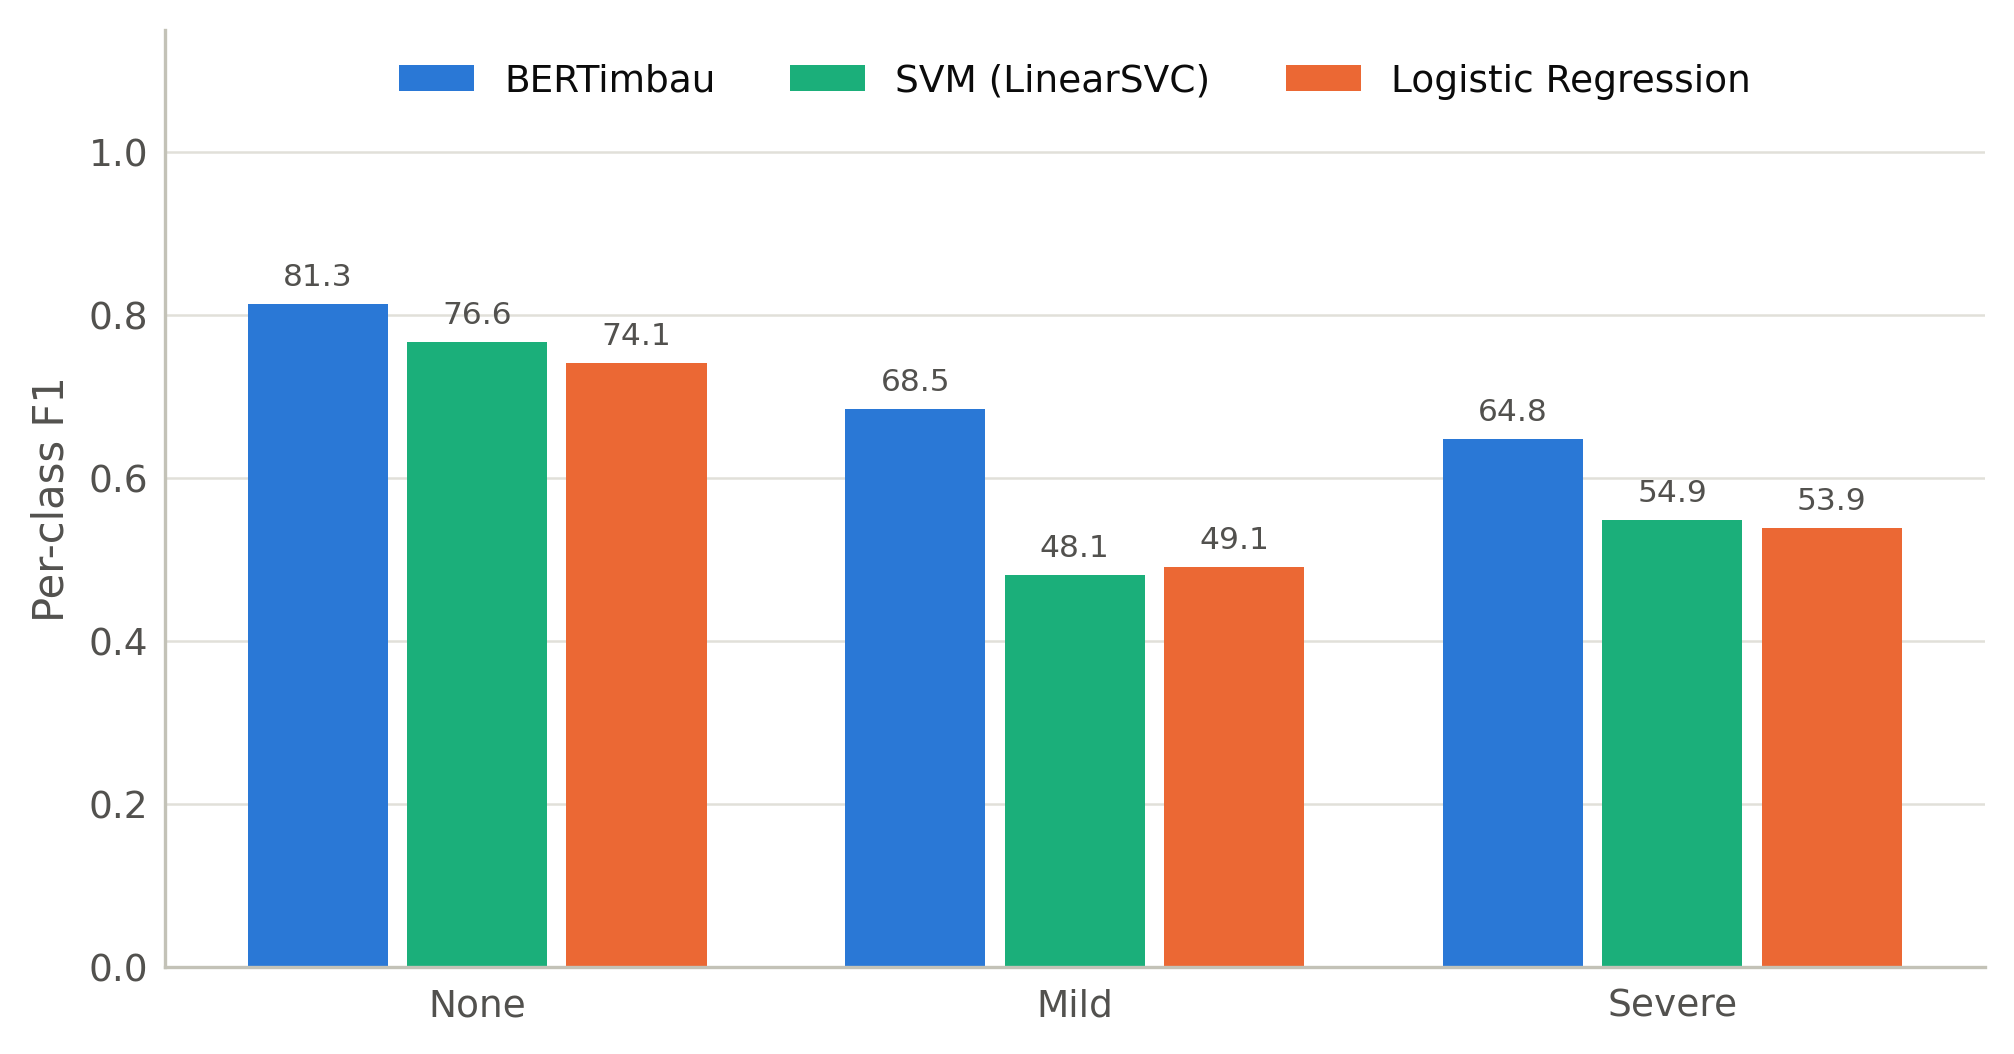 BERTimbau SVM (LinearSVC) Logistic Regression
Per-class F1
1.0
0.8
0.6
0.4
0.2
0.0
81.3 76.6 74.1
68.5 48.1 49.1
64.8 54.9 53.9
None Mild Severe